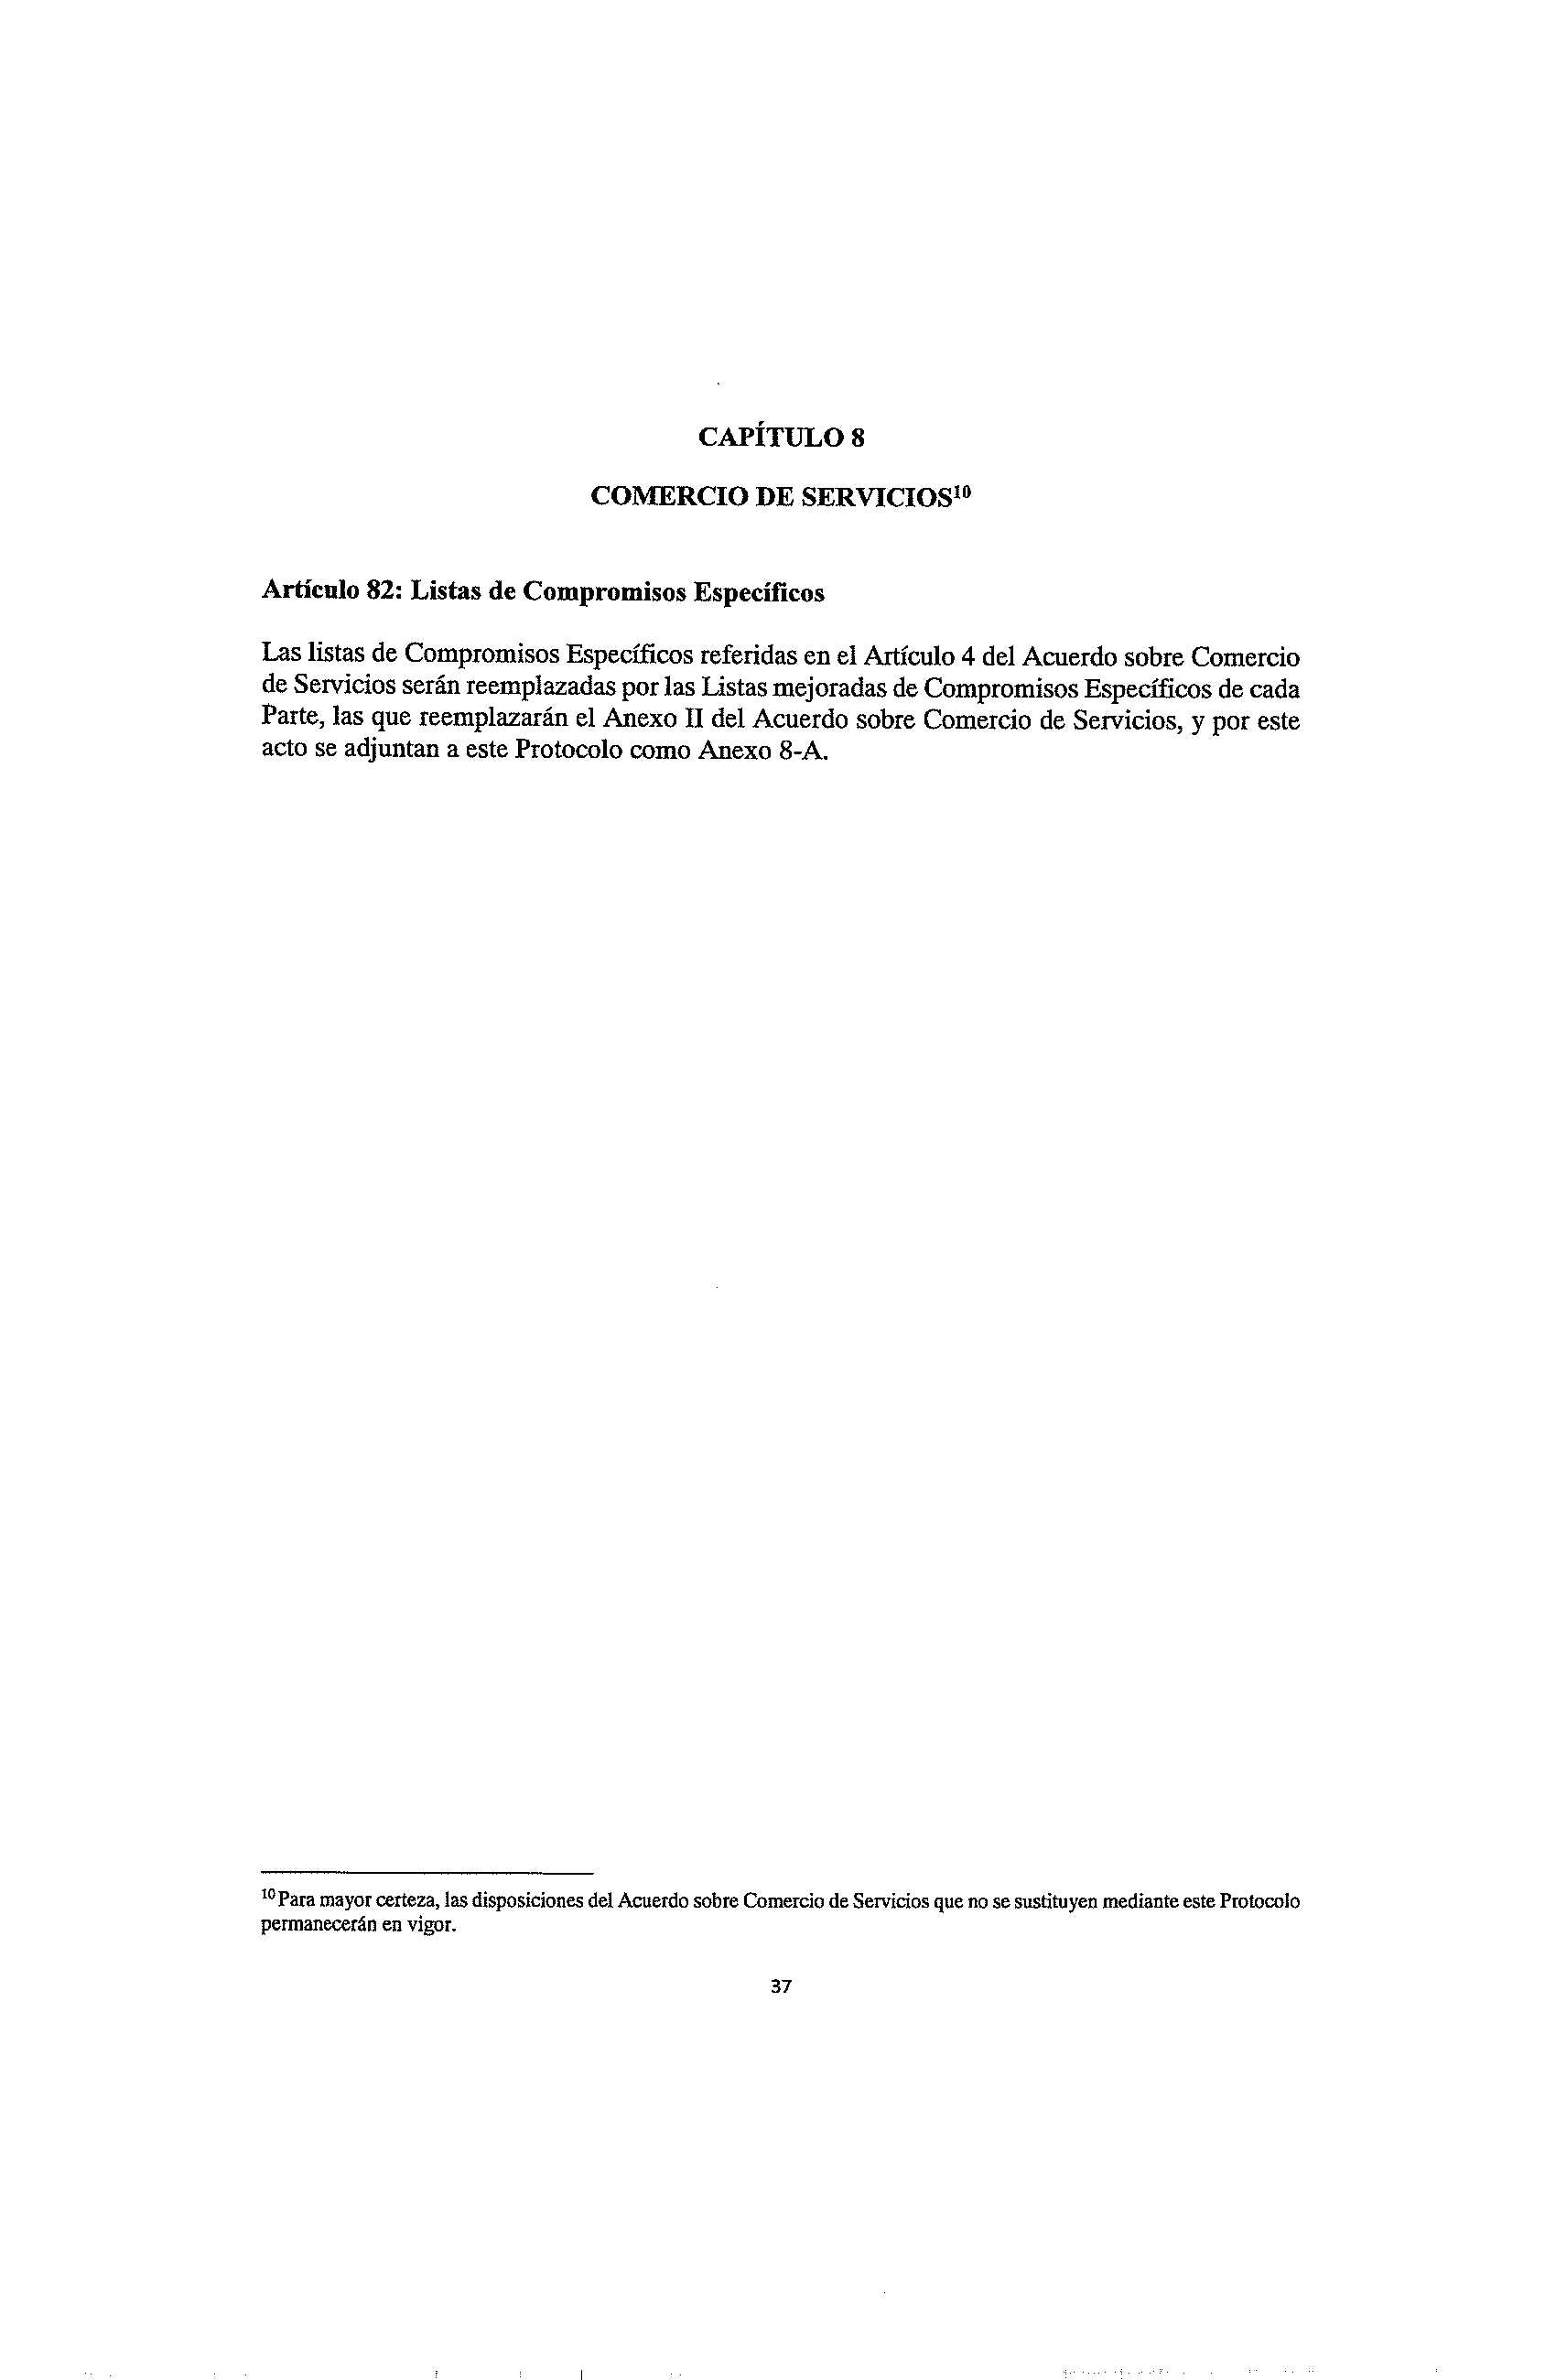 CAPÍTULO 8
COMERCIO DE SERVICIOS¹⁰
Artículo 82: Listas de Compromisos Específicos
Las listas de Compromisos Específicos referidas en el Artículo 4 del Acuerdo sobre Comercio
de Servicios serán reemplazadas por las Listas mejoradas de Compromisos Específicos de cada
Parte, las que reemplazarán el Anexo II del Acuerdo sobre Comercio de Servicios, y por este
acto se adjuntan a este Protocolo como Anexo 8-A.
¹⁰ Para mayor certeza, las disposiciones del Acuerdo sobre Comercio de Servicios que no se sustituyen mediante este Protocolo
permanecerán en vigor.
37